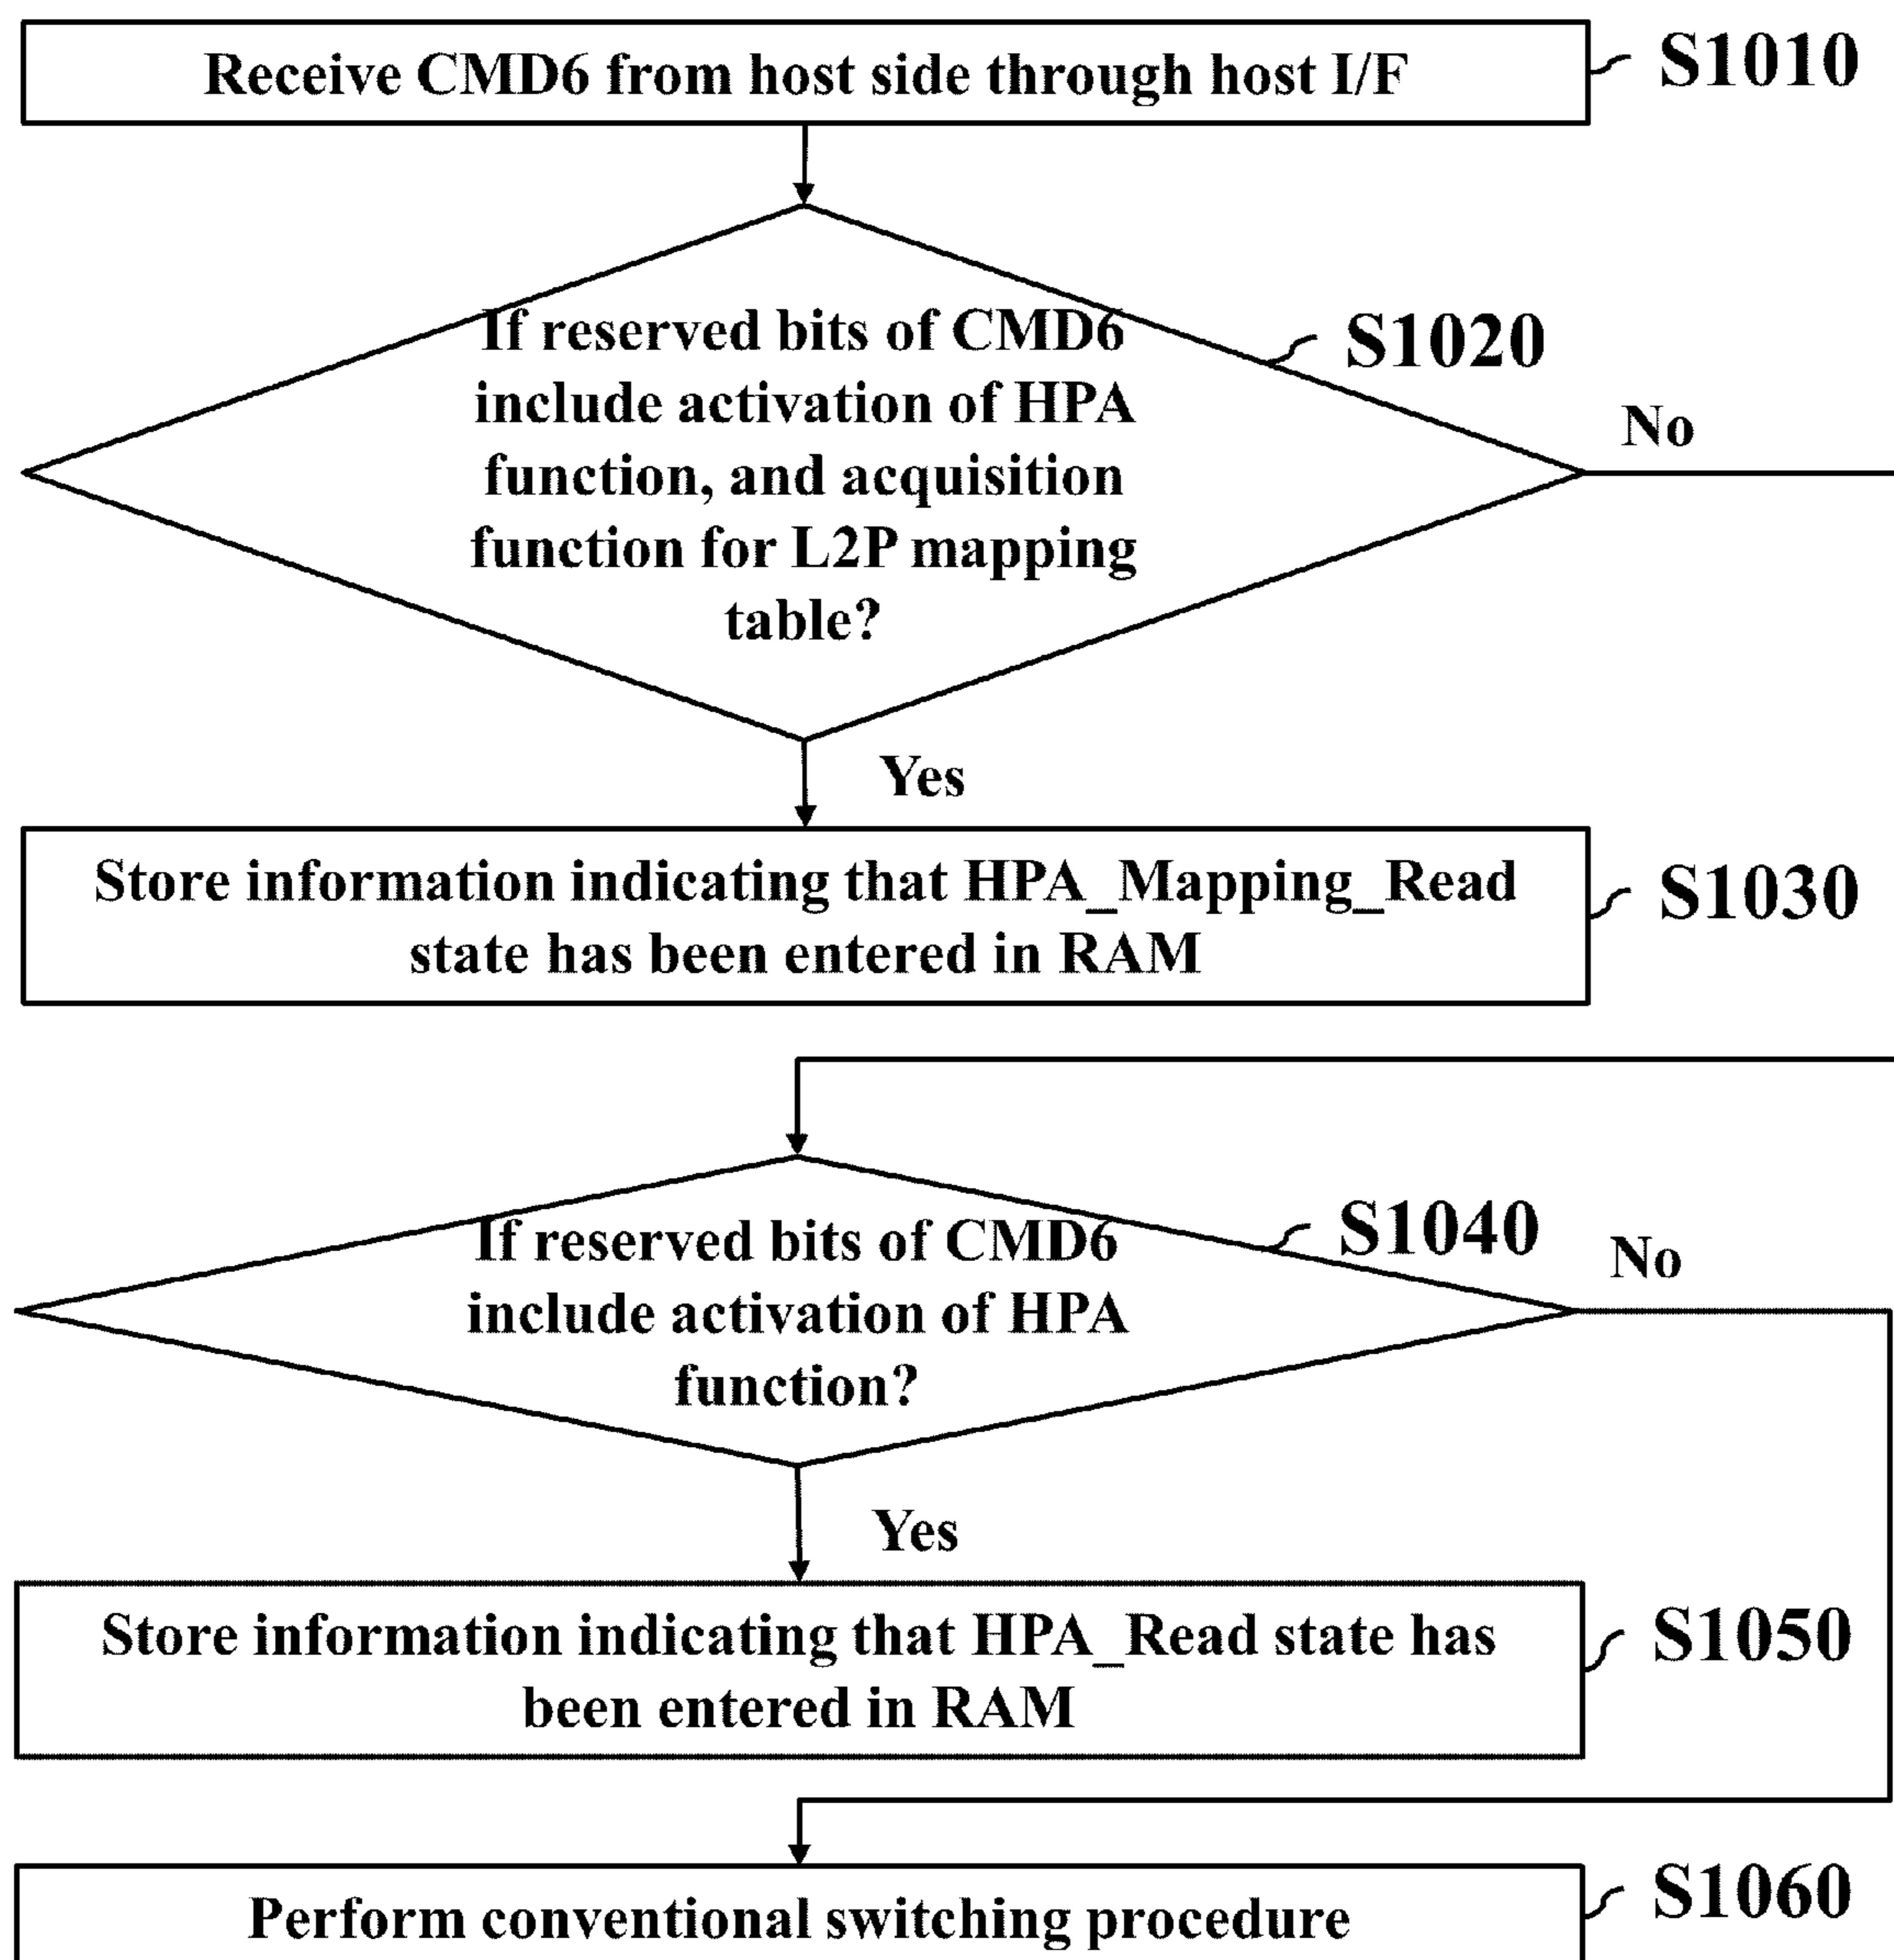 Receive CMD6 from host side through host I/F
S1010
If reserved bits of CMD6
include activation of HPA
function, and acquisition
function for L2P mapping
table?
S1020
No
Yes
Store information indicating that HPA_Mapping_Read
state has been entered in RAM
S1030
If reserved bits of CMD6
include activation of HPA
function?
S1040
No
Yes
Store information indicating that HPA_Read state has
been entered in RAM
S1050
Perform conventional switching procedure
S1060